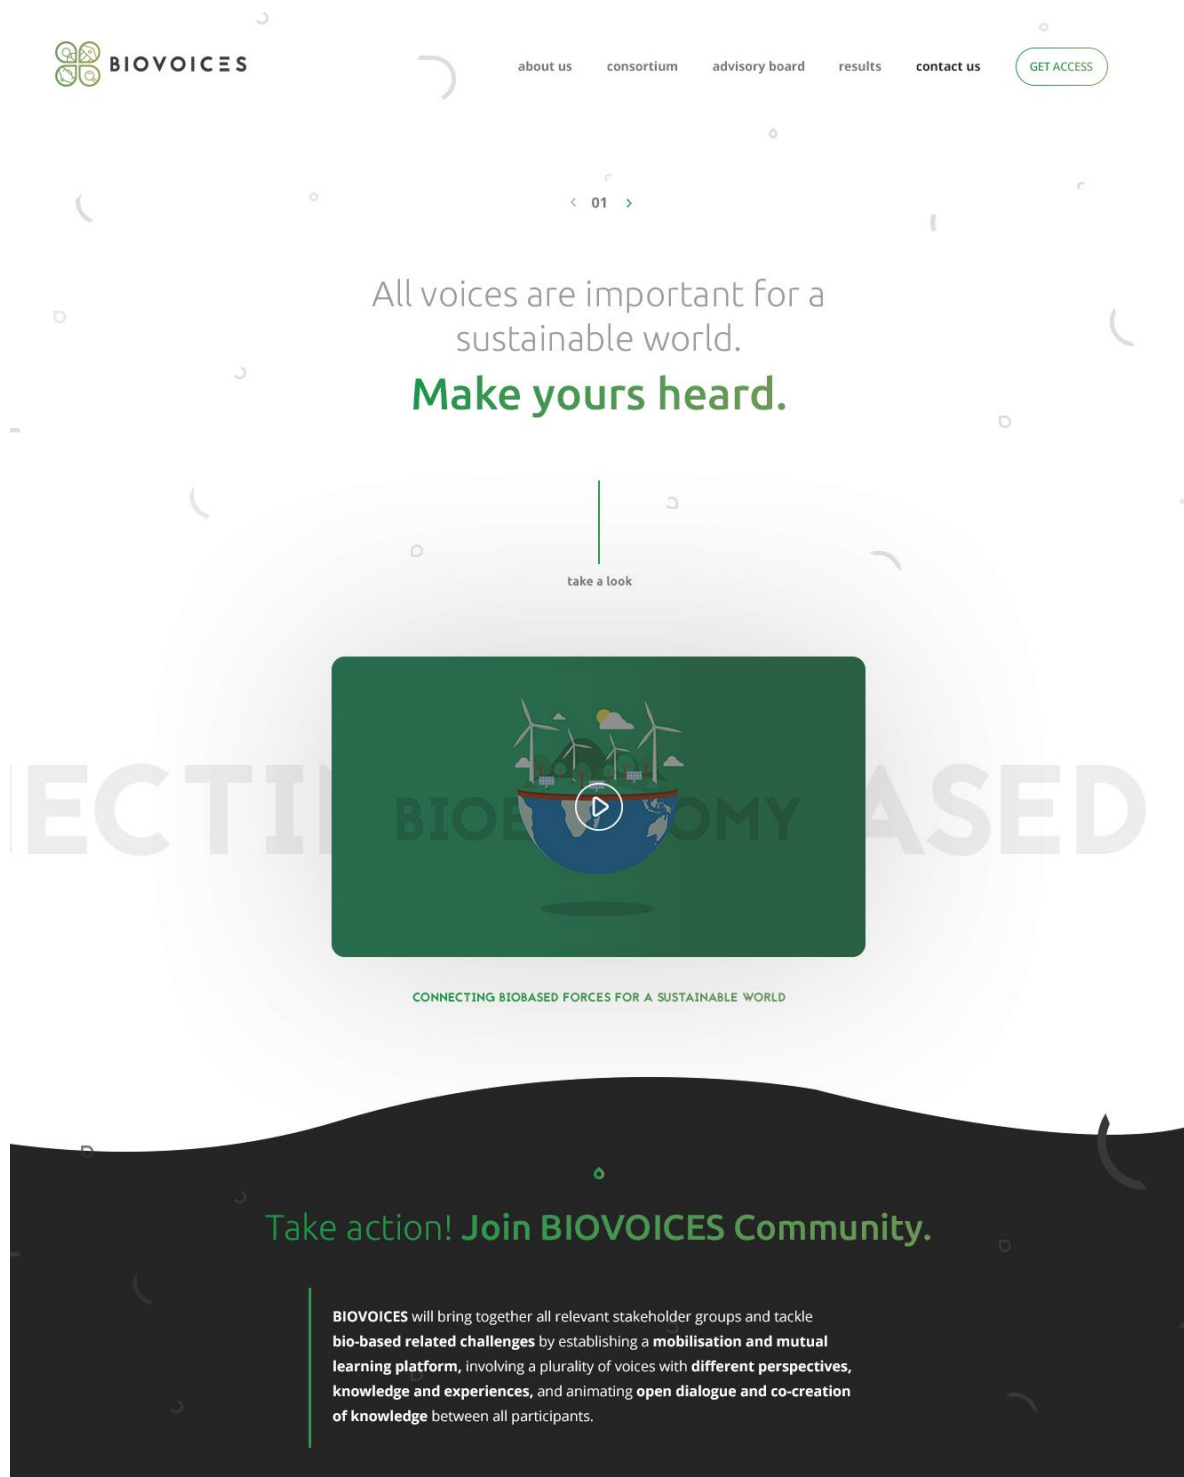 BIOVOICES
about us
consortium
advisory board
results
contact us
GET ACCESS
01
All voices are important for a
sustainable world.
Make yours heard.
take a look
CONNECTING BIOBASED FORCES FOR A SUSTAINABLE WORLD
Take action! Join BIOVOICES Community.
BIOVOICES will bring together all relevant stakeholder groups and tackle
bio-based related challenges by establishing a mobilisation and mutual
learning platform, involving a plurality of voices with different perspectives,
knowledge and experiences, and animating open dialogue and co-creation
of knowledge between all participants.